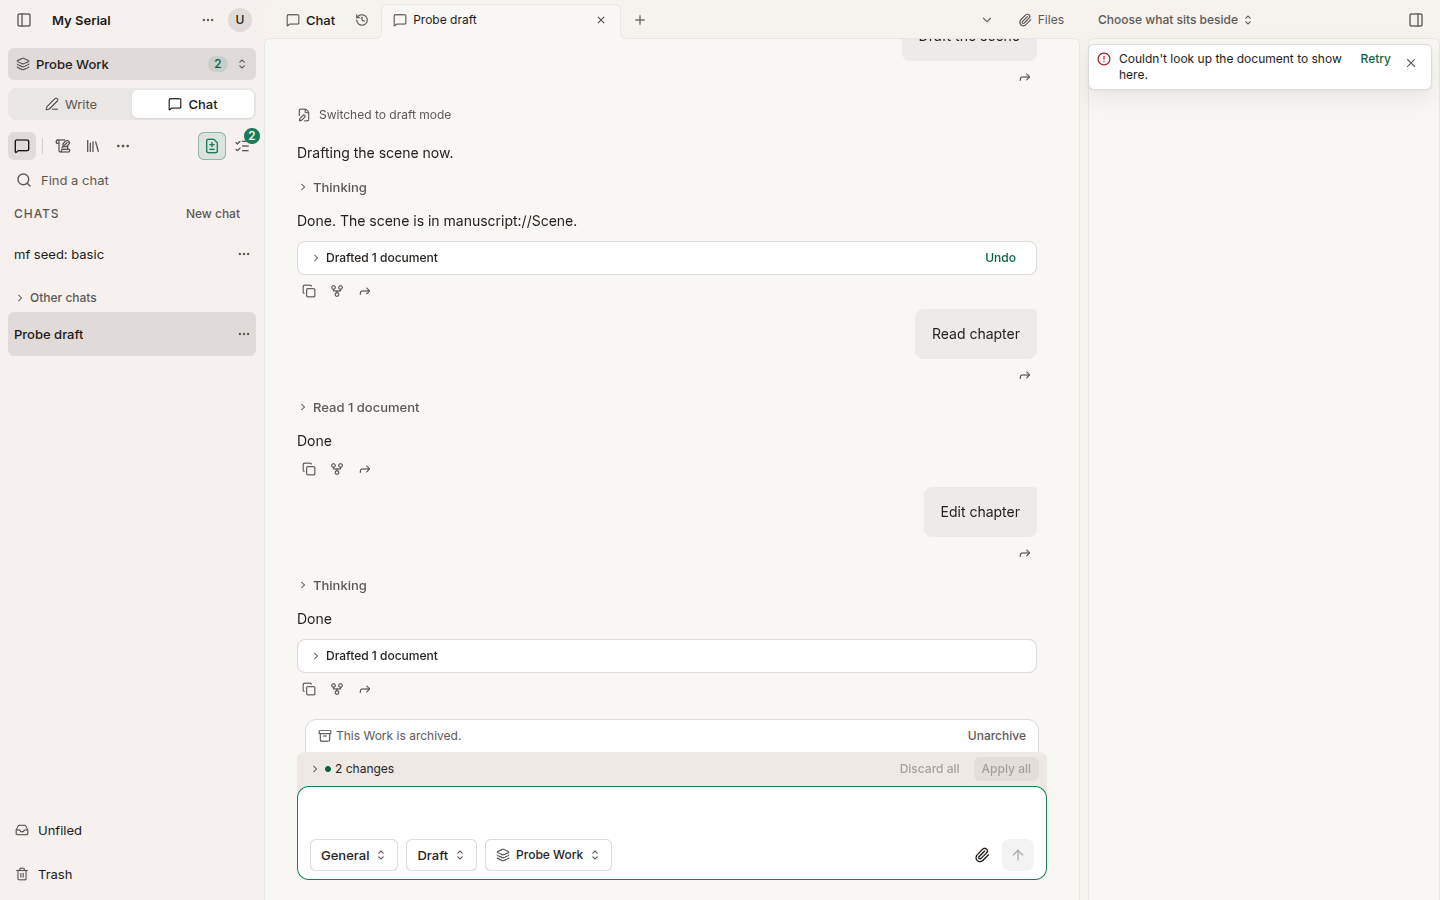 My Serial
U
Chat
Probe draft
Files
Choose what sits beside
Probe Work
2
Write
Chat
2
Find a chat
CHATS
New chat
mf seed: basic
Other chats
Probe draft
Unfiled
Trash
Draft the scene
Switched to draft mode
Drafting the scene now.
Thinking
Done. The scene is in manuscript://Scene.
Drafted 1 document
Undo
Read chapter
Read 1 document
Done
Edit chapter
Thinking
Done
Drafted 1 document
This Work is archived.
Unarchive
2 changes
Discard all
Apply all
General
Draft
Probe Work
Couldn't look up the document to show
here.
Retry